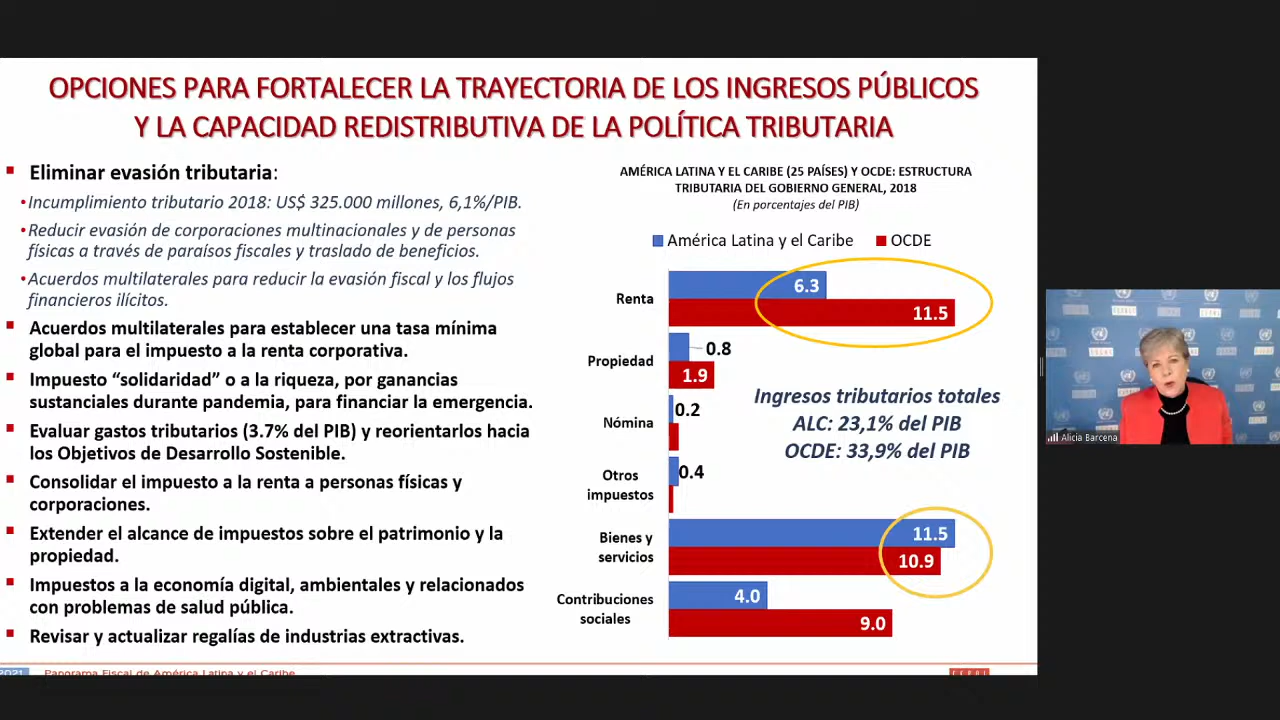 OPCIONES PARA FORTALECER LA TRAYECTORIA DE LOS INGRESOS PÚBLICOS
Y LA CAPACIDAD REDISTRIBUTIVA DE LA POLÍTICA TRIBUTARIA
▪ Eliminar evasión tributaria:
•Incumplimiento tributario 2018: US$ 325.000 millones, 6,1%/PIB.
•Reducir evasión de corporaciones multinacionales y de personas
físicas a través de paraísos fiscales y traslado de beneficios.
•Acuerdos multilaterales para reducir la evasión fiscal y los flujos
financieros ilícitos.
▪ Acuerdos multilaterales para establecer una tasa mínima
global para el impuesto a la renta corporativa.
▪ Impuesto “solidaridad” o a la riqueza, por ganancias
sustanciales durante pandemia, para financiar la emergencia.
▪ Evaluar gastos tributarios (3.7% del PIB) y reorientarlos hacia
los Objetivos de Desarrollo Sostenible.
▪ Consolidar el impuesto a la renta a personas físicas y
corporaciones.
▪ Extender el alcance de impuestos sobre el patrimonio y la
propiedad.
▪ Impuestos a la economía digital, ambientales y relacionados
con problemas de salud pública.
▪ Revisar y actualizar regalías de industrias extractivas.
AMÉRICA LATINA Y EL CARIBE (25 PAÍSES) Y OCDE: ESTRUCTURA
TRIBUTARIA DEL GOBIERNO GENERAL, 2018
(En porcentajes del PIB)
América Latina y el Caribe OCDE
Renta 6.3
11.5
Propiedad 0.8
1.9
Nómina 0.2
Otros
impuestos 0.4
Bienes y
servicios 11.5
10.9
Contribuciones
sociales 4.0
9.0
Ingresos tributarios totales
ALC: 23,1% del PIB
OCDE: 33,9% del PIB
2021 Panorama Fiscal de América Latina y el Caribe
Alicia Barcena